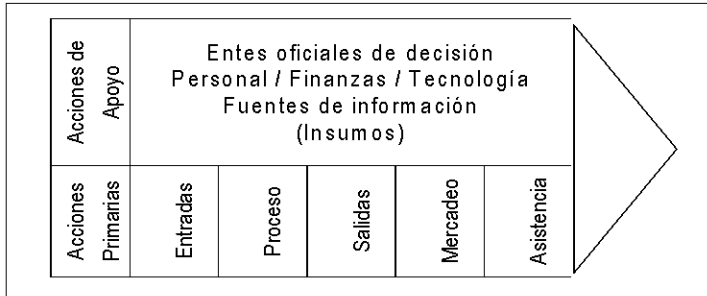 Acciones de
Apoyo
Entes oficiales de decisión
Personal / Finanzas / Tecnología
Fuentes de información
(Insumos)
Acciones
Primarias
Entradas
Proceso
Salidas
Mercadeo
Asistencia